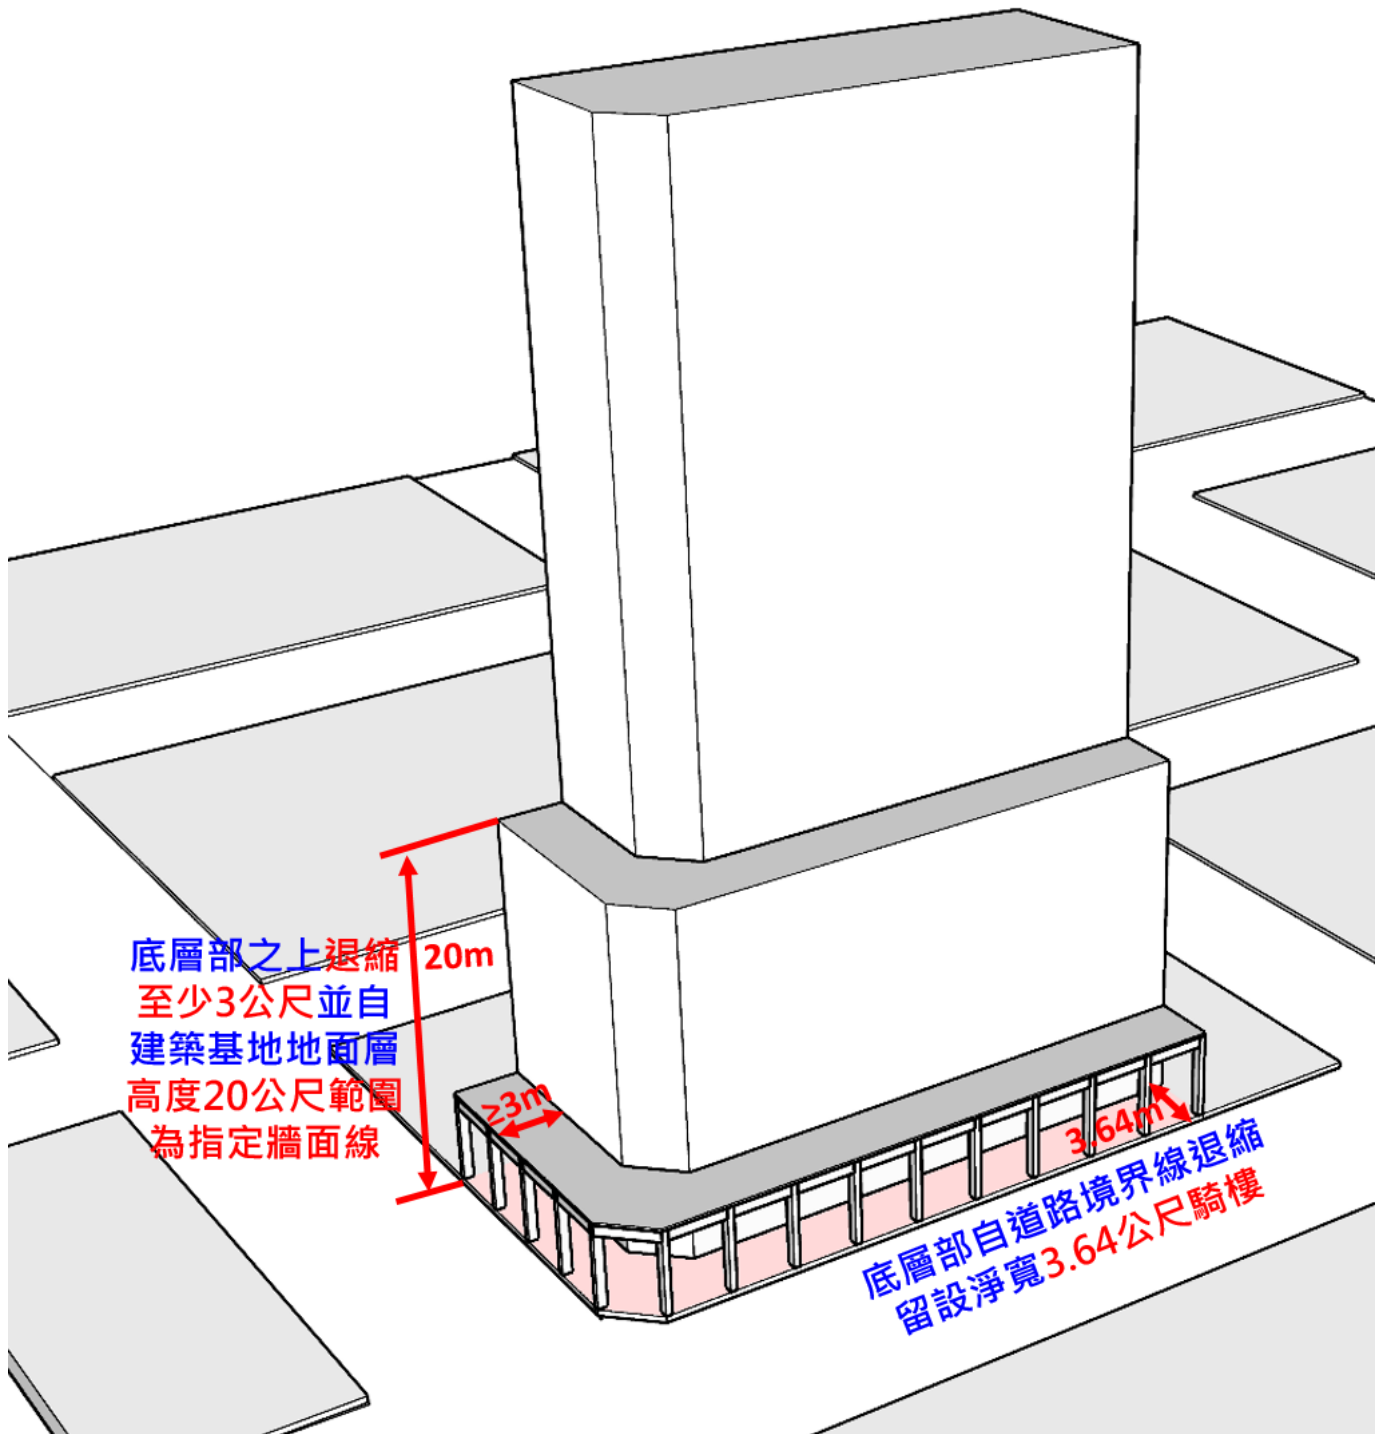 底層部之上退縮
至少3公尺並自
建築基地地面層
高度20公尺範圍
為指定牆面線
20m
≥3m
3.64m
底層部自道路境界線退縮
留設淨寬3.64公尺騎樓